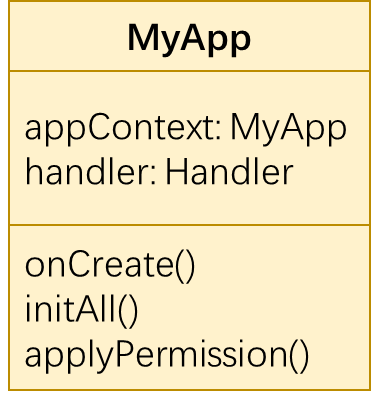 MyApp
appContext: MyApp
handler: Handler
onCreate()
initAll()
applyPermission()